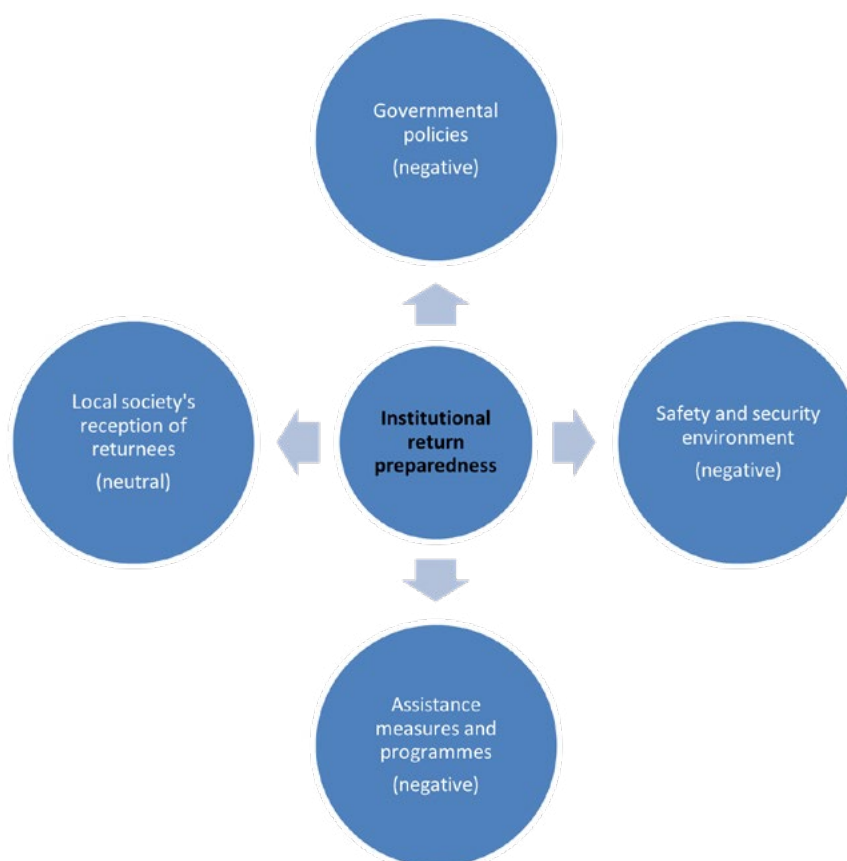 Governmental
policies
(negative)
Local society's
reception of
returnees
(neutral)
Institutional
return
preparedness
Safety and security
environment
(negative)
Assistance
measures and
programmes
(negative)